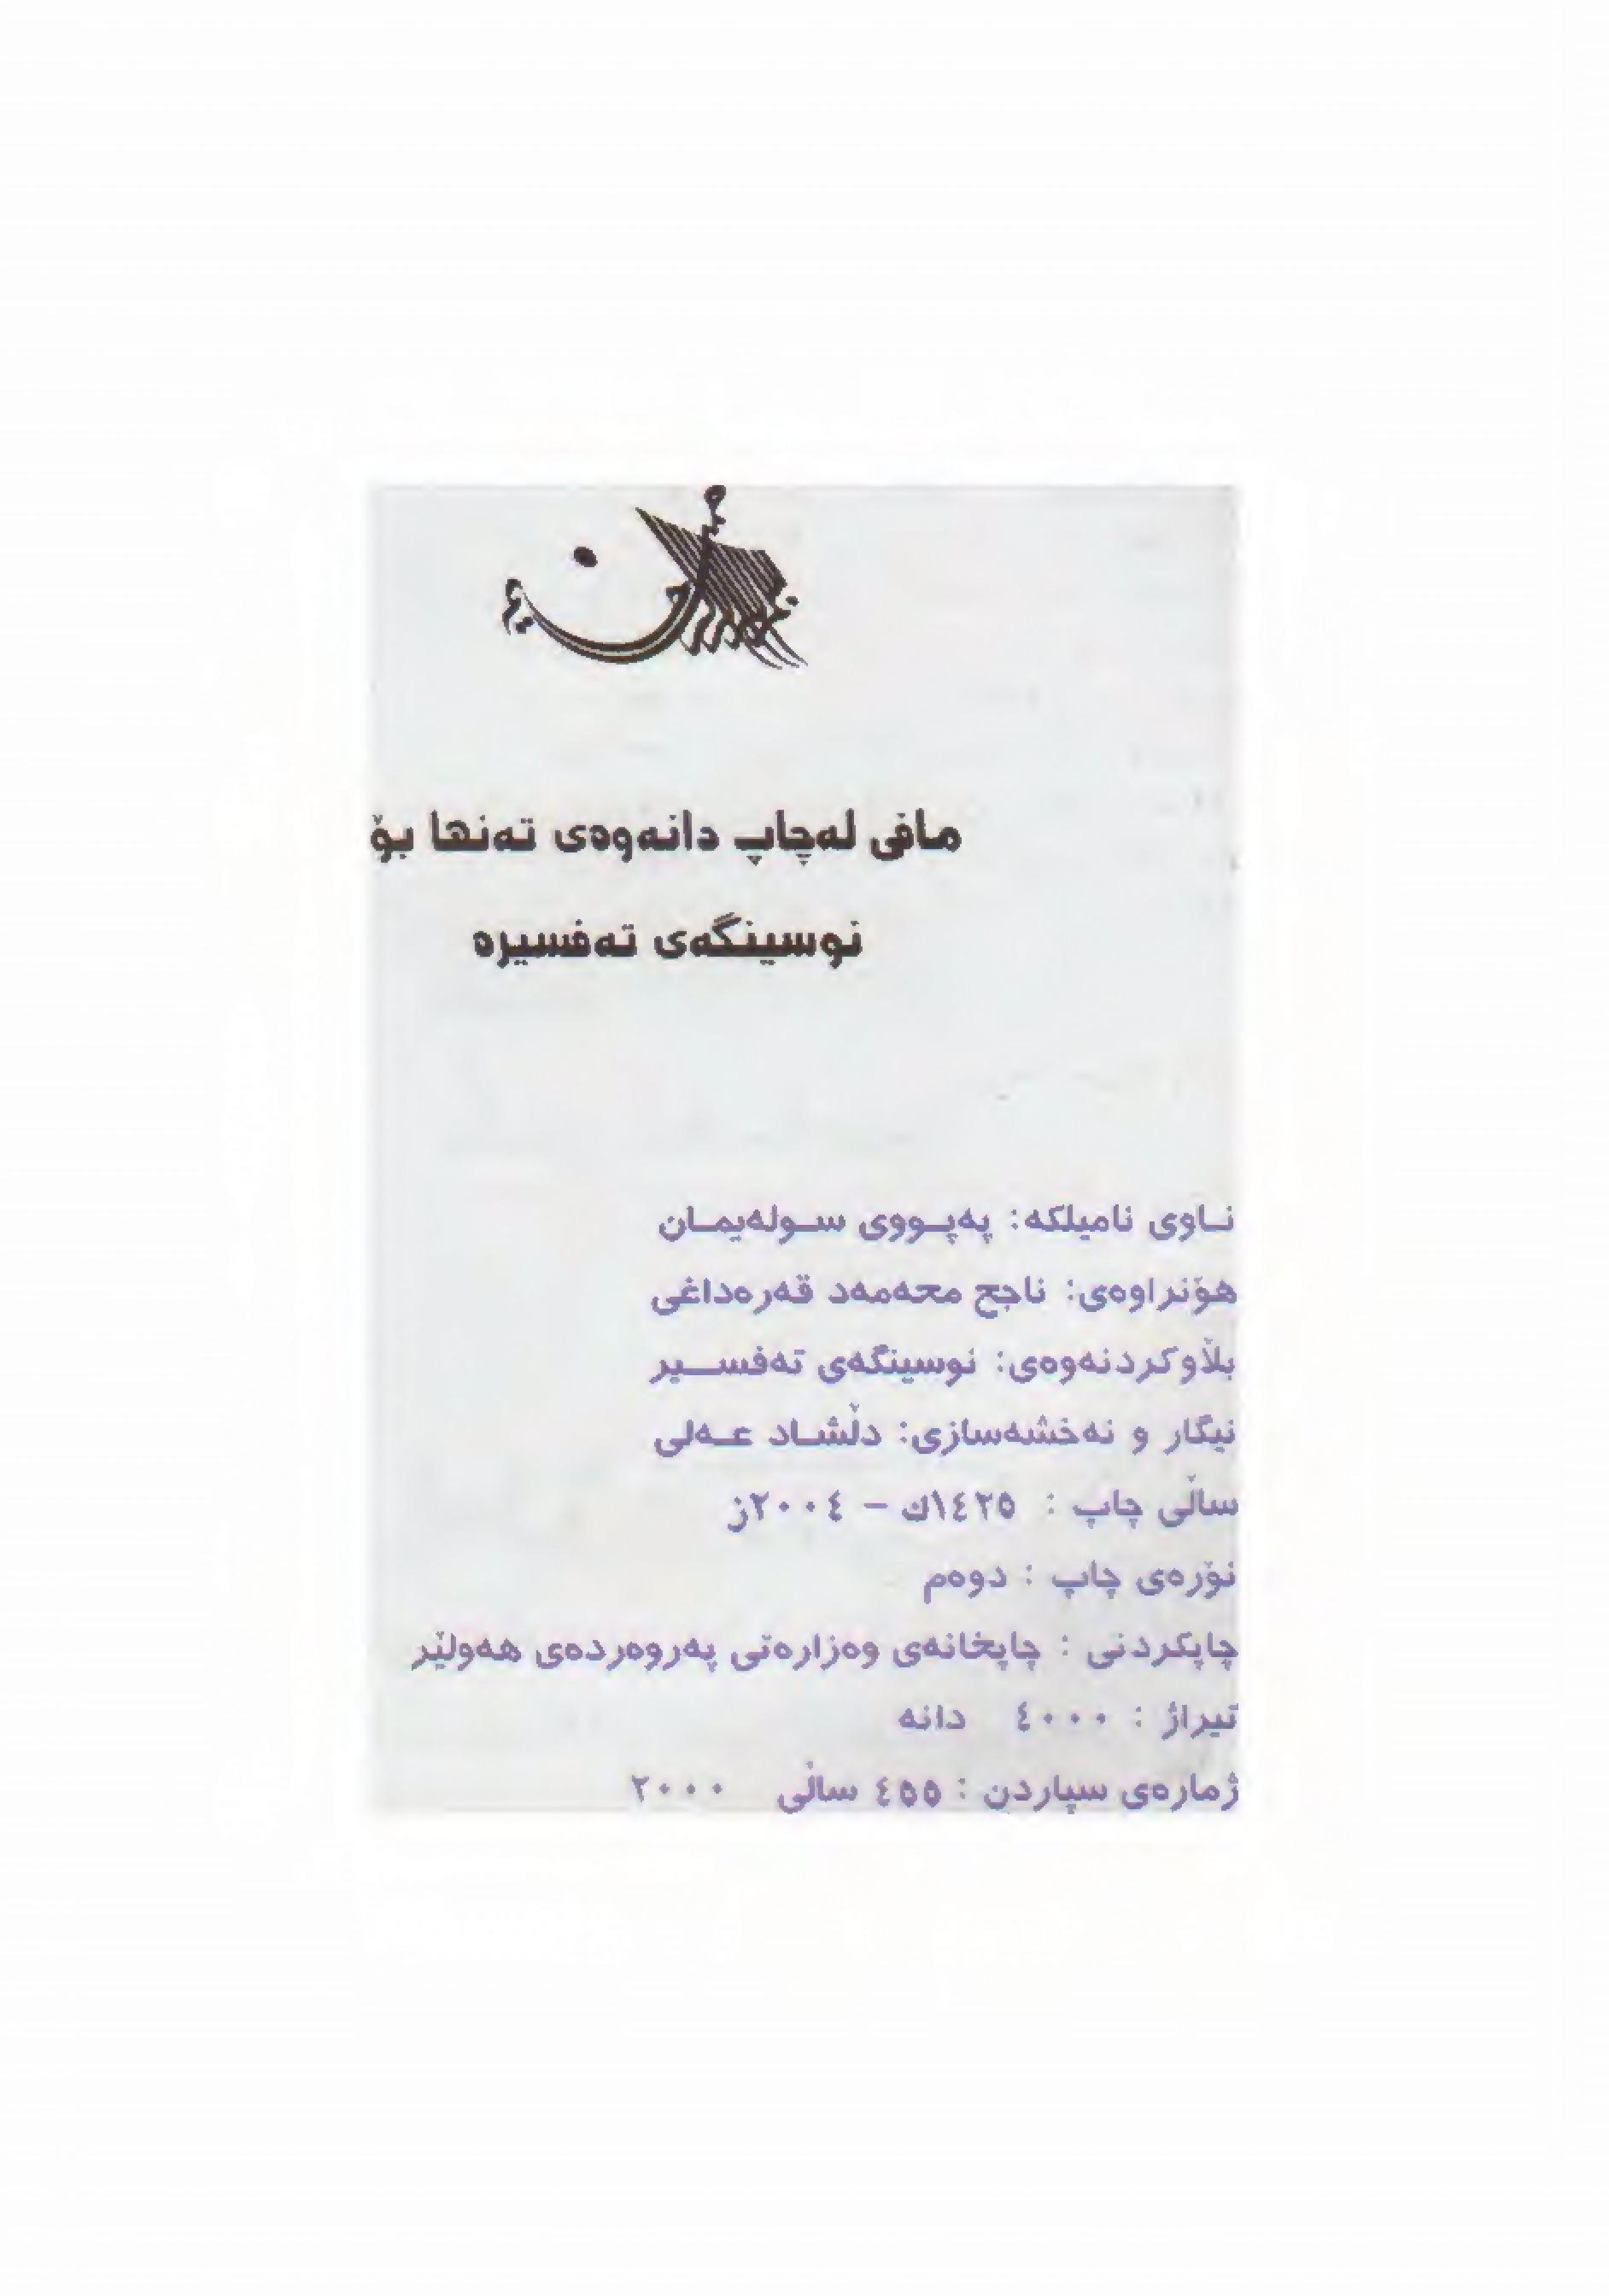 مافی لەچاپ دانەوەی تەنها بۆ
نوسینگەی تەفسیرە
نـاوی نامیلکە: پەپـووی سـولەیمـان
هۆنراوەی: ناجح محەمەد قەرەداغی
بڵاوکردنەوەی: نوسینگەی تەفسـیر
نیگار و نەخشەسازی: دڵشـاد عـەلی
ساڵی چاپ : ١٤٢٥ك – ٢٠٠٤ز
نۆرەی چاپ : دووەم
چاپکردنی : چاپخانەی وەزارەتی پەروەردەی هەولێر
تیراژ : ٤٠٠٠ دانە
ژمارەی سپاردن : ٤٥٥ ساڵی ٢٠٠٠